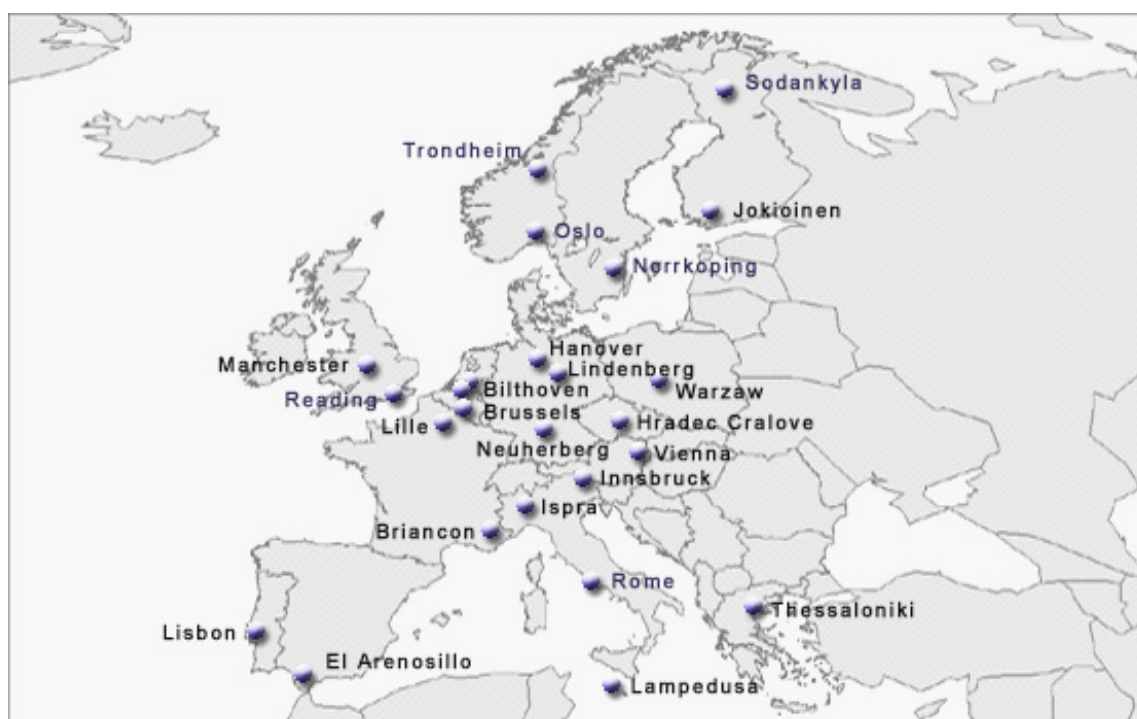 Sodankyla
Trondheim
Jokioinen
Oslo
Nørrkoping
Hanover
Manchester
Lindenberg
Bilthoven
Warzaw
Reading
Brussels
Lille
Hradec Cralove
Neuherberg
Vienna
Innsbruck
Ispra
Briancon
Rome
Thessaloniki
Lisbon
El Arenosillo
Lampedusa